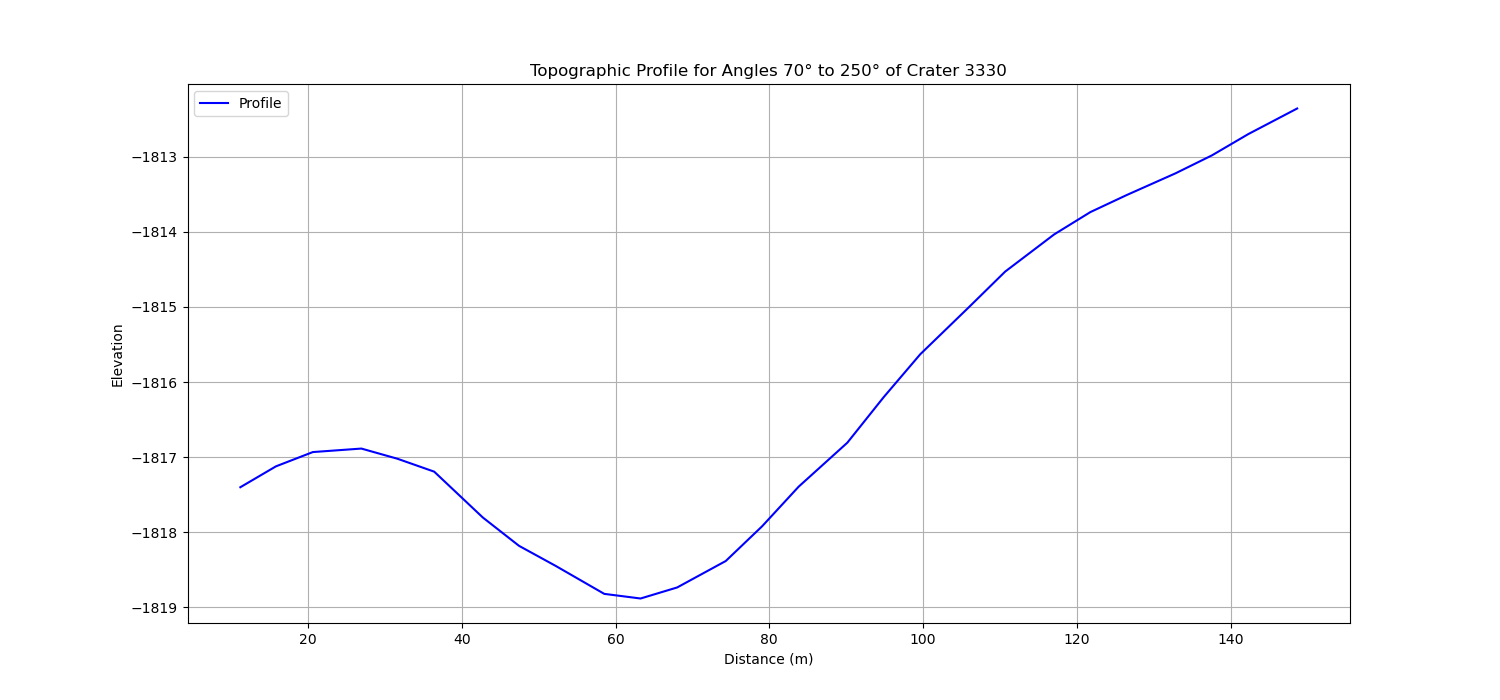 Topographic Profile for Angles 70° to 250° of Crater 3330
Profile
−1813
−1814
−1815
−1816
−1817
−1818
−1819
Elevation
20 40 60 80 100 120 140
Distance (m)